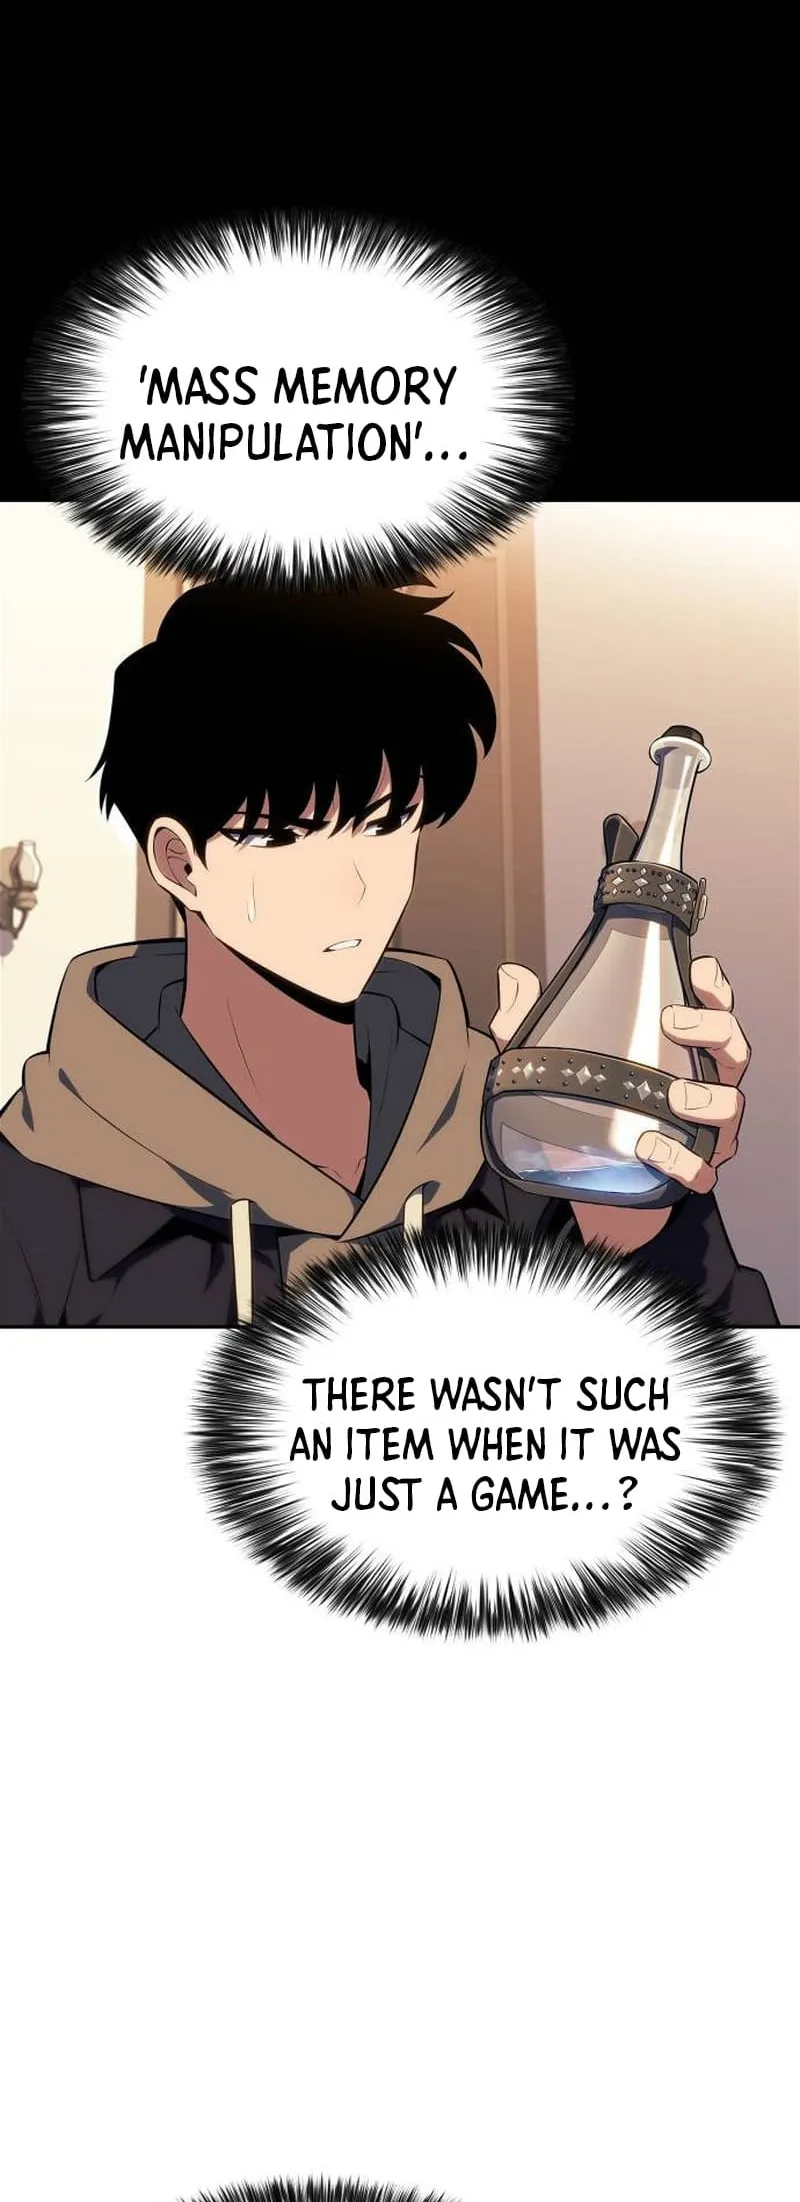 'MASS MEMORY
MANIPULATION'...
THERE WASN'T SUCH
AN ITEM WHEN IT WAS
JUST A GAME...?